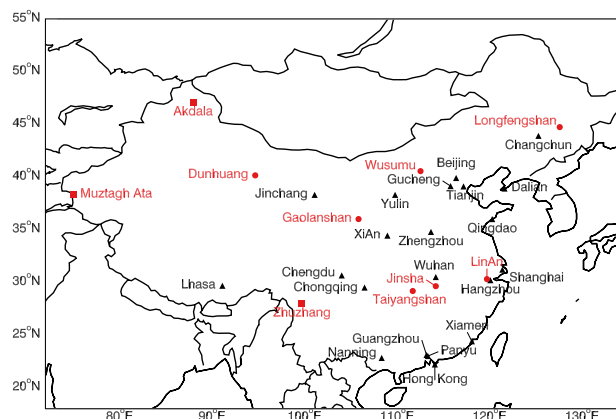 55°N
50°N
45°N
40°N
35°N
30°N
25°N
20°N
Akdala
Longfengshan
Changchun
Muztagh Ata
Dunhuang
Wusumu
Beijing
Gucheng
Tianjin
Dalian
Jinchang
Yulin
Gaolanshan
XiAn
Zhengzhou
Qingdao
Lhasa
Chengdu
Chongqing
Wuhan
Jinsha
LinAn
Shanghai
Hangzhou
Taiyangshan
Zhuzhang
Xiamen
Guangzhou
Nanning
Panyu
Hong Kong
80°E 90°E 100°E 110°E 120°E 130°E